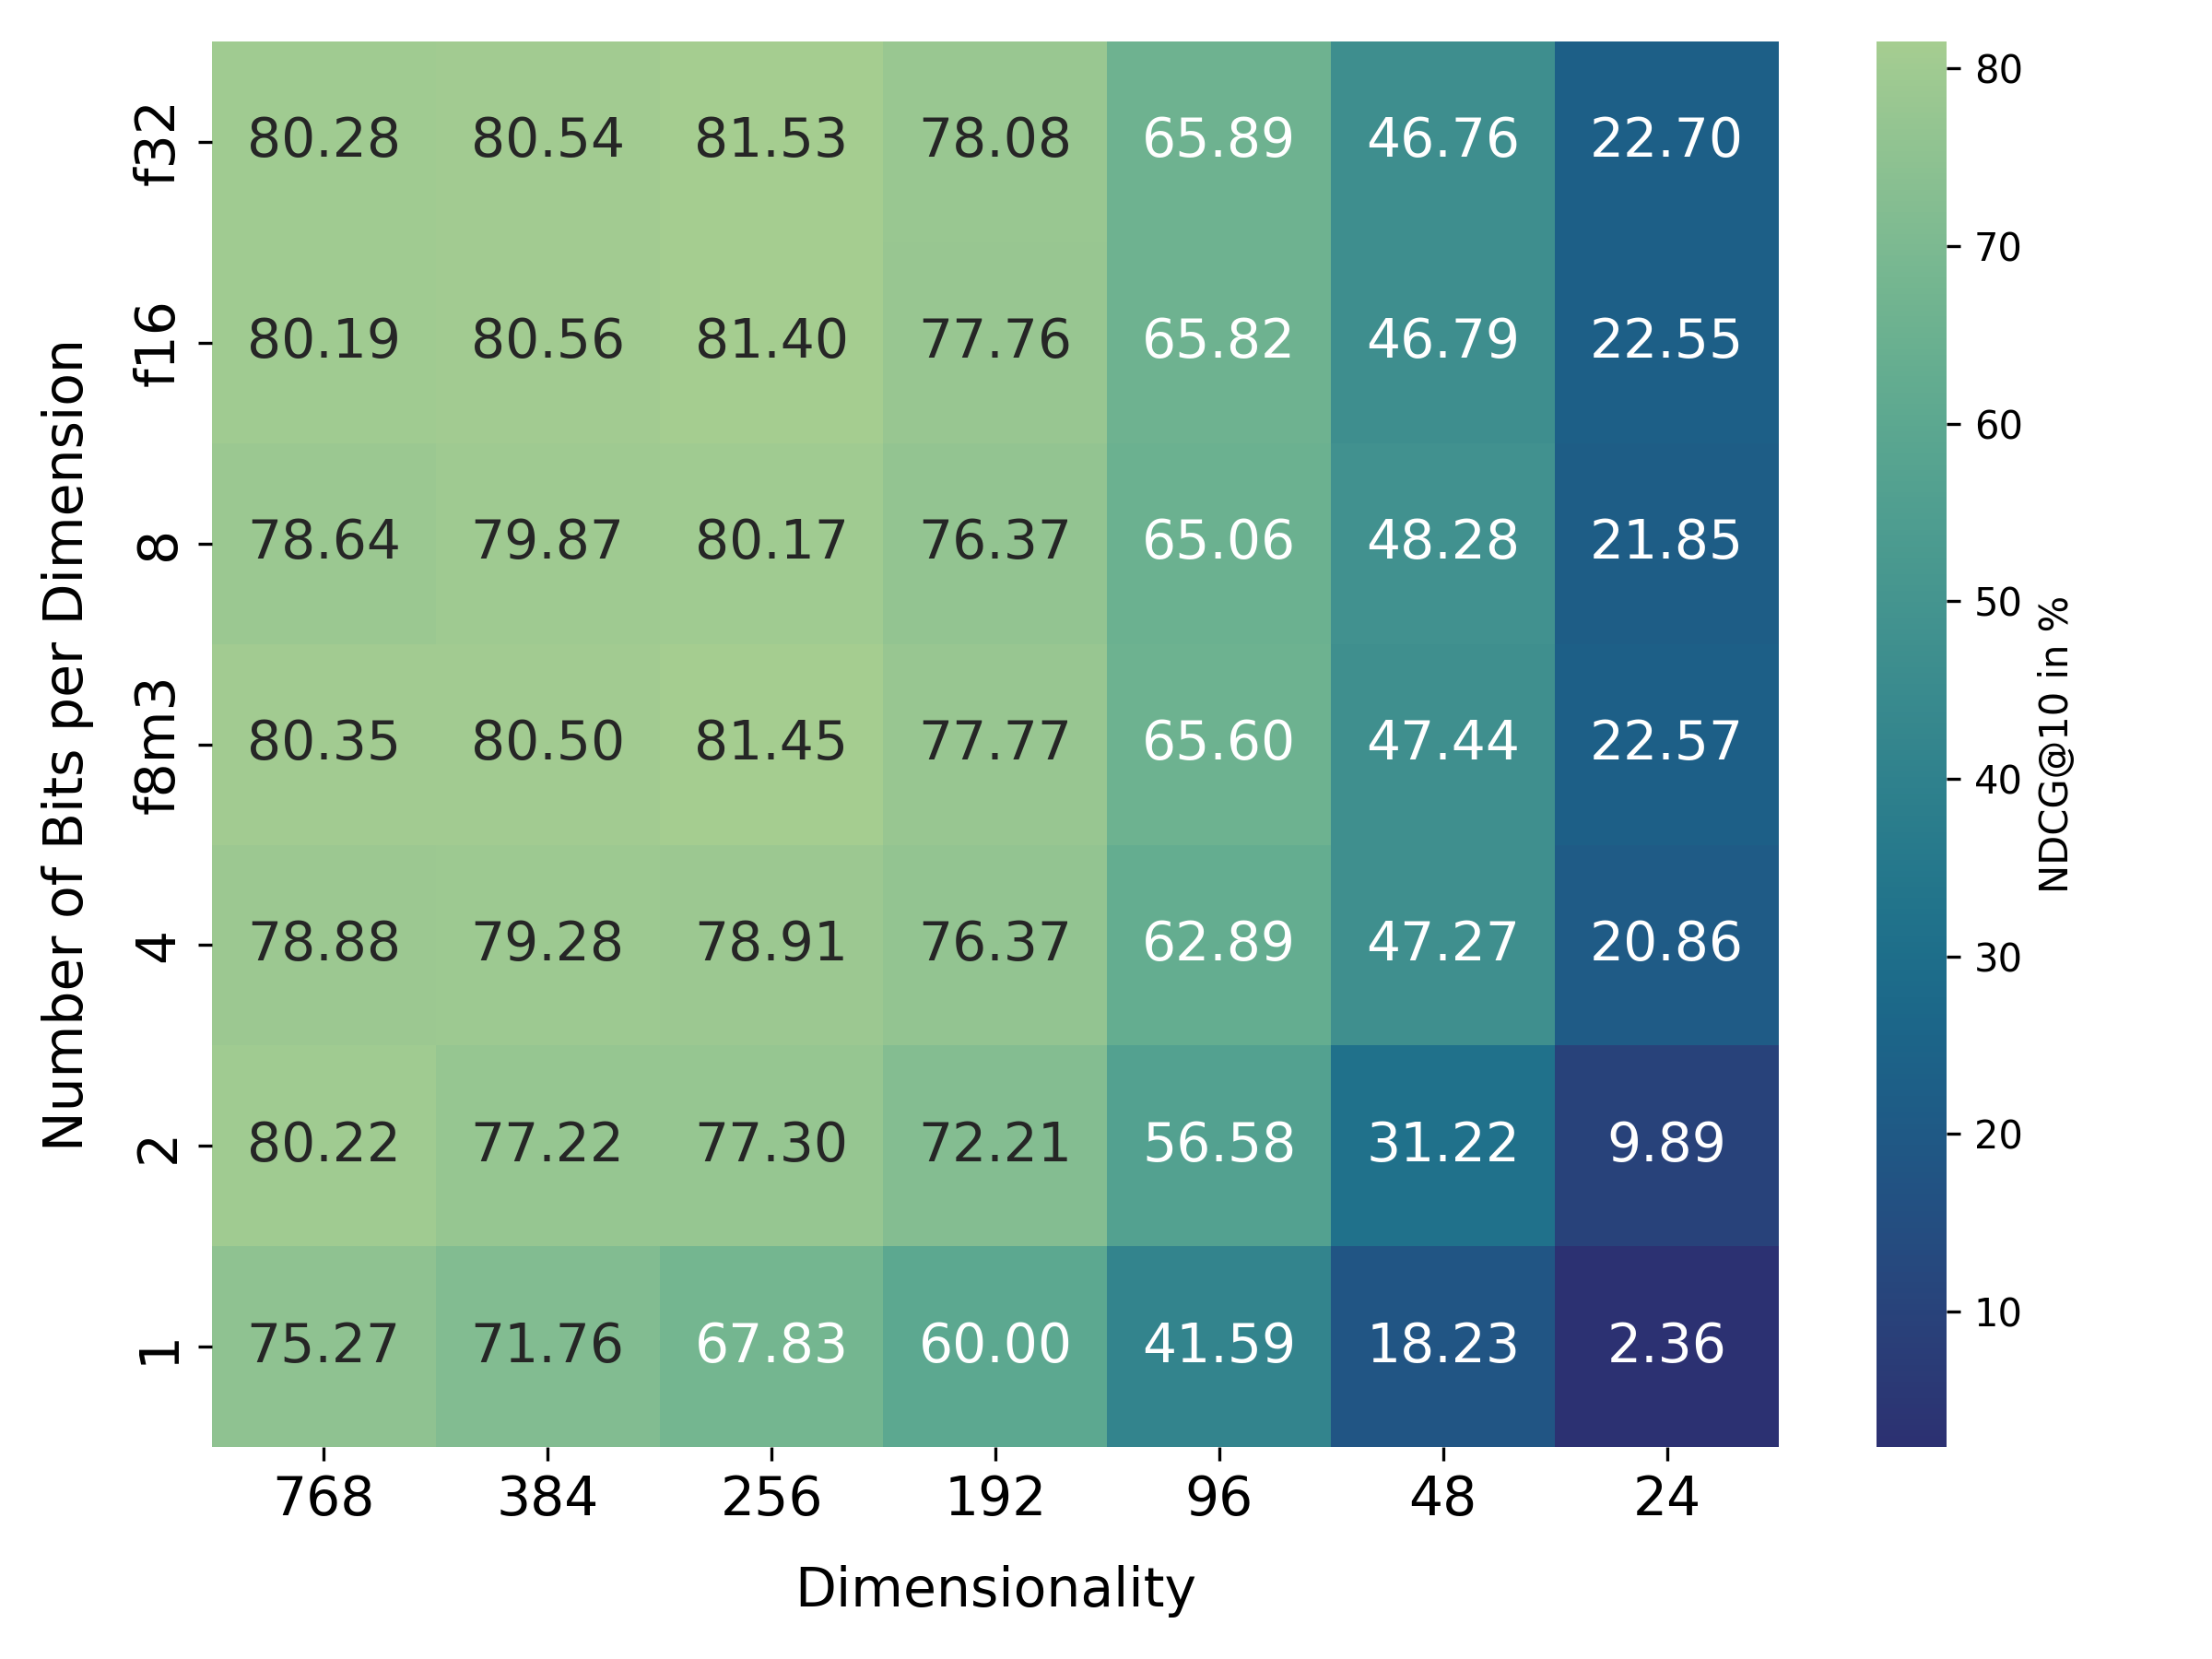 Number of Bits per Dimension
f32 80.28 80.54 81.53 78.08 65.89 46.76 22.70
f16 80.19 80.56 81.40 77.76 65.82 46.79 22.55
8 78.64 79.87 80.17 76.37 65.06 48.28 21.85
f8m3 80.35 80.50 81.45 77.77 65.60 47.44 22.57
4 78.88 79.28 78.91 76.37 62.89 47.27 20.86
2 80.22 77.22 77.30 72.21 56.58 31.22 9.89
1 75.27 71.76 67.83 60.00 41.59 18.23 2.36
768 384 256 192 96 48 24
Dimensionality
80
70
60
50
40
30
20
10
NDCG@10 in %